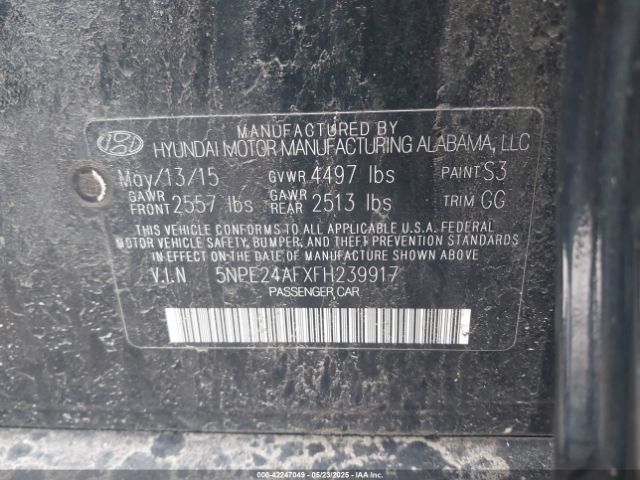 MANUFACTURED BY
HYUNDAI MOTOR MANUFACTURING ALABAMA, LLC
May/13/15 GVWR 4497 lbs PAINT S3
GAWR FRONT 2557 lbs GAWR REAR 2513 lbs TRIM GG
THIS VEHICLE CONFORMS TO ALL APPLICABLE U.S.A. FEDERAL
MOTOR VEHICLE SAFETY, BUMPER, AND THEFT PREVENTION STANDARDS
IN EFFECT ON THE DATE OF MANUFACTURE SHOWN ABOVE
V.I.N 5NPE24AFXFH239917
PASSENGER CAR
000-42247049 - 05/23/2025 - IAA Inc.